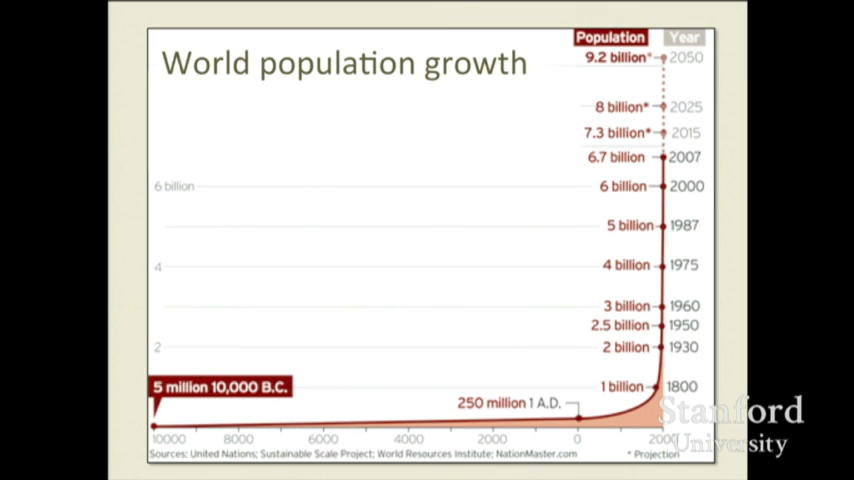 World population growth
Population Year
9.2 billion* 2050
8 billion* 2025
7.3 billion* 2015
6.7 billion 2007
6 billion 6 billion 2000
5 billion 1987
4 4 billion 1975
3 billion 1960
2.5 billion 1950
2 2 billion 1930
5 million 10,000 B.C. 1 billion 1800
250 million 1 A.D.
Stanford
University
10000 8000 6000 4000 2000 0 2000
Sources: United Nations; Sustainable Scale Project; World Resources Institute; NationMaster.com * Projection